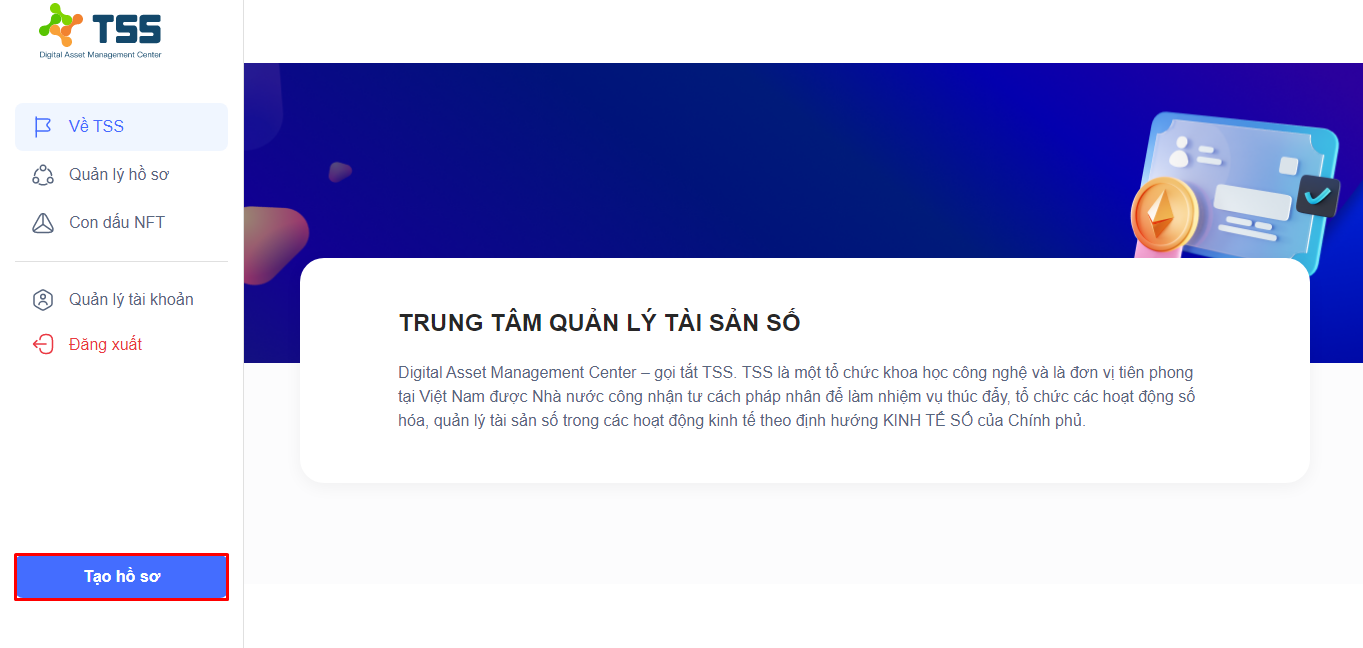 TSS
Digital Asset Management Center
Về TSS
Quản lý hồ sơ
Con dấu NFT
Quản lý tài khoản
Đăng xuất
Tạo hồ sơ
TRUNG TÂM QUẢN LÝ TÀI SẢN SỐ
Digital Asset Management Center – gọi tắt TSS. TSS là một tổ chức khoa học công nghệ và là đơn vị tiên phong
tại Việt Nam được Nhà nước công nhận tư cách pháp nhân để làm nhiệm vụ thúc đẩy, tổ chức các hoạt động số
hóa, quản lý tài sản số trong các hoạt động kinh tế theo định hướng KINH TẾ SỐ của Chính phủ.